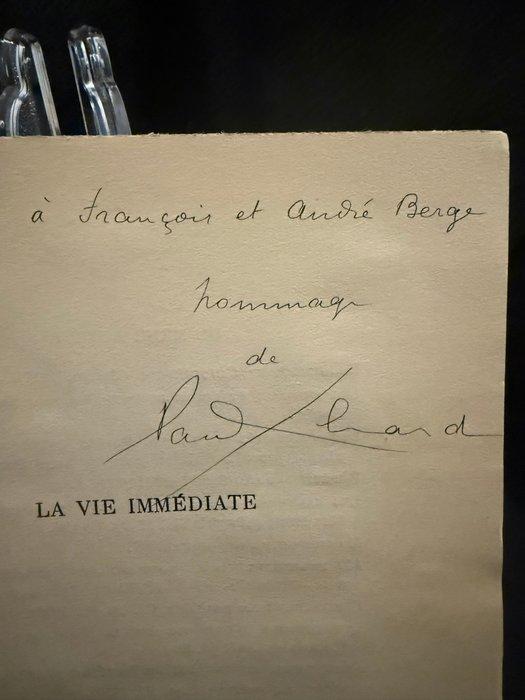 à François et André Berge
hommage
de
Paul Eluard
LA VIE IMMÉDIATE